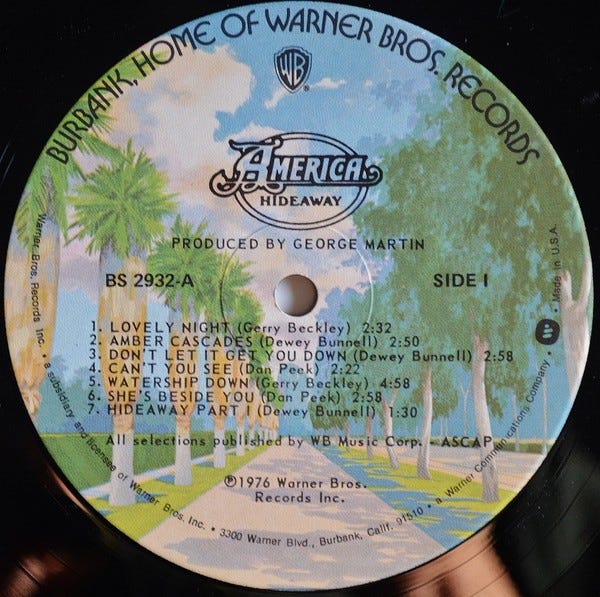 BURBANK, HOME OF WARNER BROS. RECORDS
WB
®
AMERICA
HIDEAWAY
PRODUCED BY GEORGE MARTIN
BS 2932-A SIDE I
1. LOVELY NIGHT (Gerry Beckley) 2:32
2. AMBER CASCADES (Dewey Bunnell) 2:50
3. DON'T LET IT GET YOU DOWN (Dewey Bunnell) 2:58
4. CAN'T YOU SEE (Dan Peek) 2:22
5. WATERSHIP DOWN (Gerry Beckley) 4:58
6. SHE'S BESIDE YOU (Dan Peek) 2:58
7. HIDEAWAY PART I (Dewey Bunnell) 1:30
All selections published by WB Music Corp. - ASCAP
℗1976 Warner Bros.
Records Inc.
Warner Bros. Records Inc. • a subsidiary and licensee of Warner Bros. Inc. • 3300 Warner Blvd., Burbank, Calif. 91510 • a Warner Communications Company • Made in U.S.A.